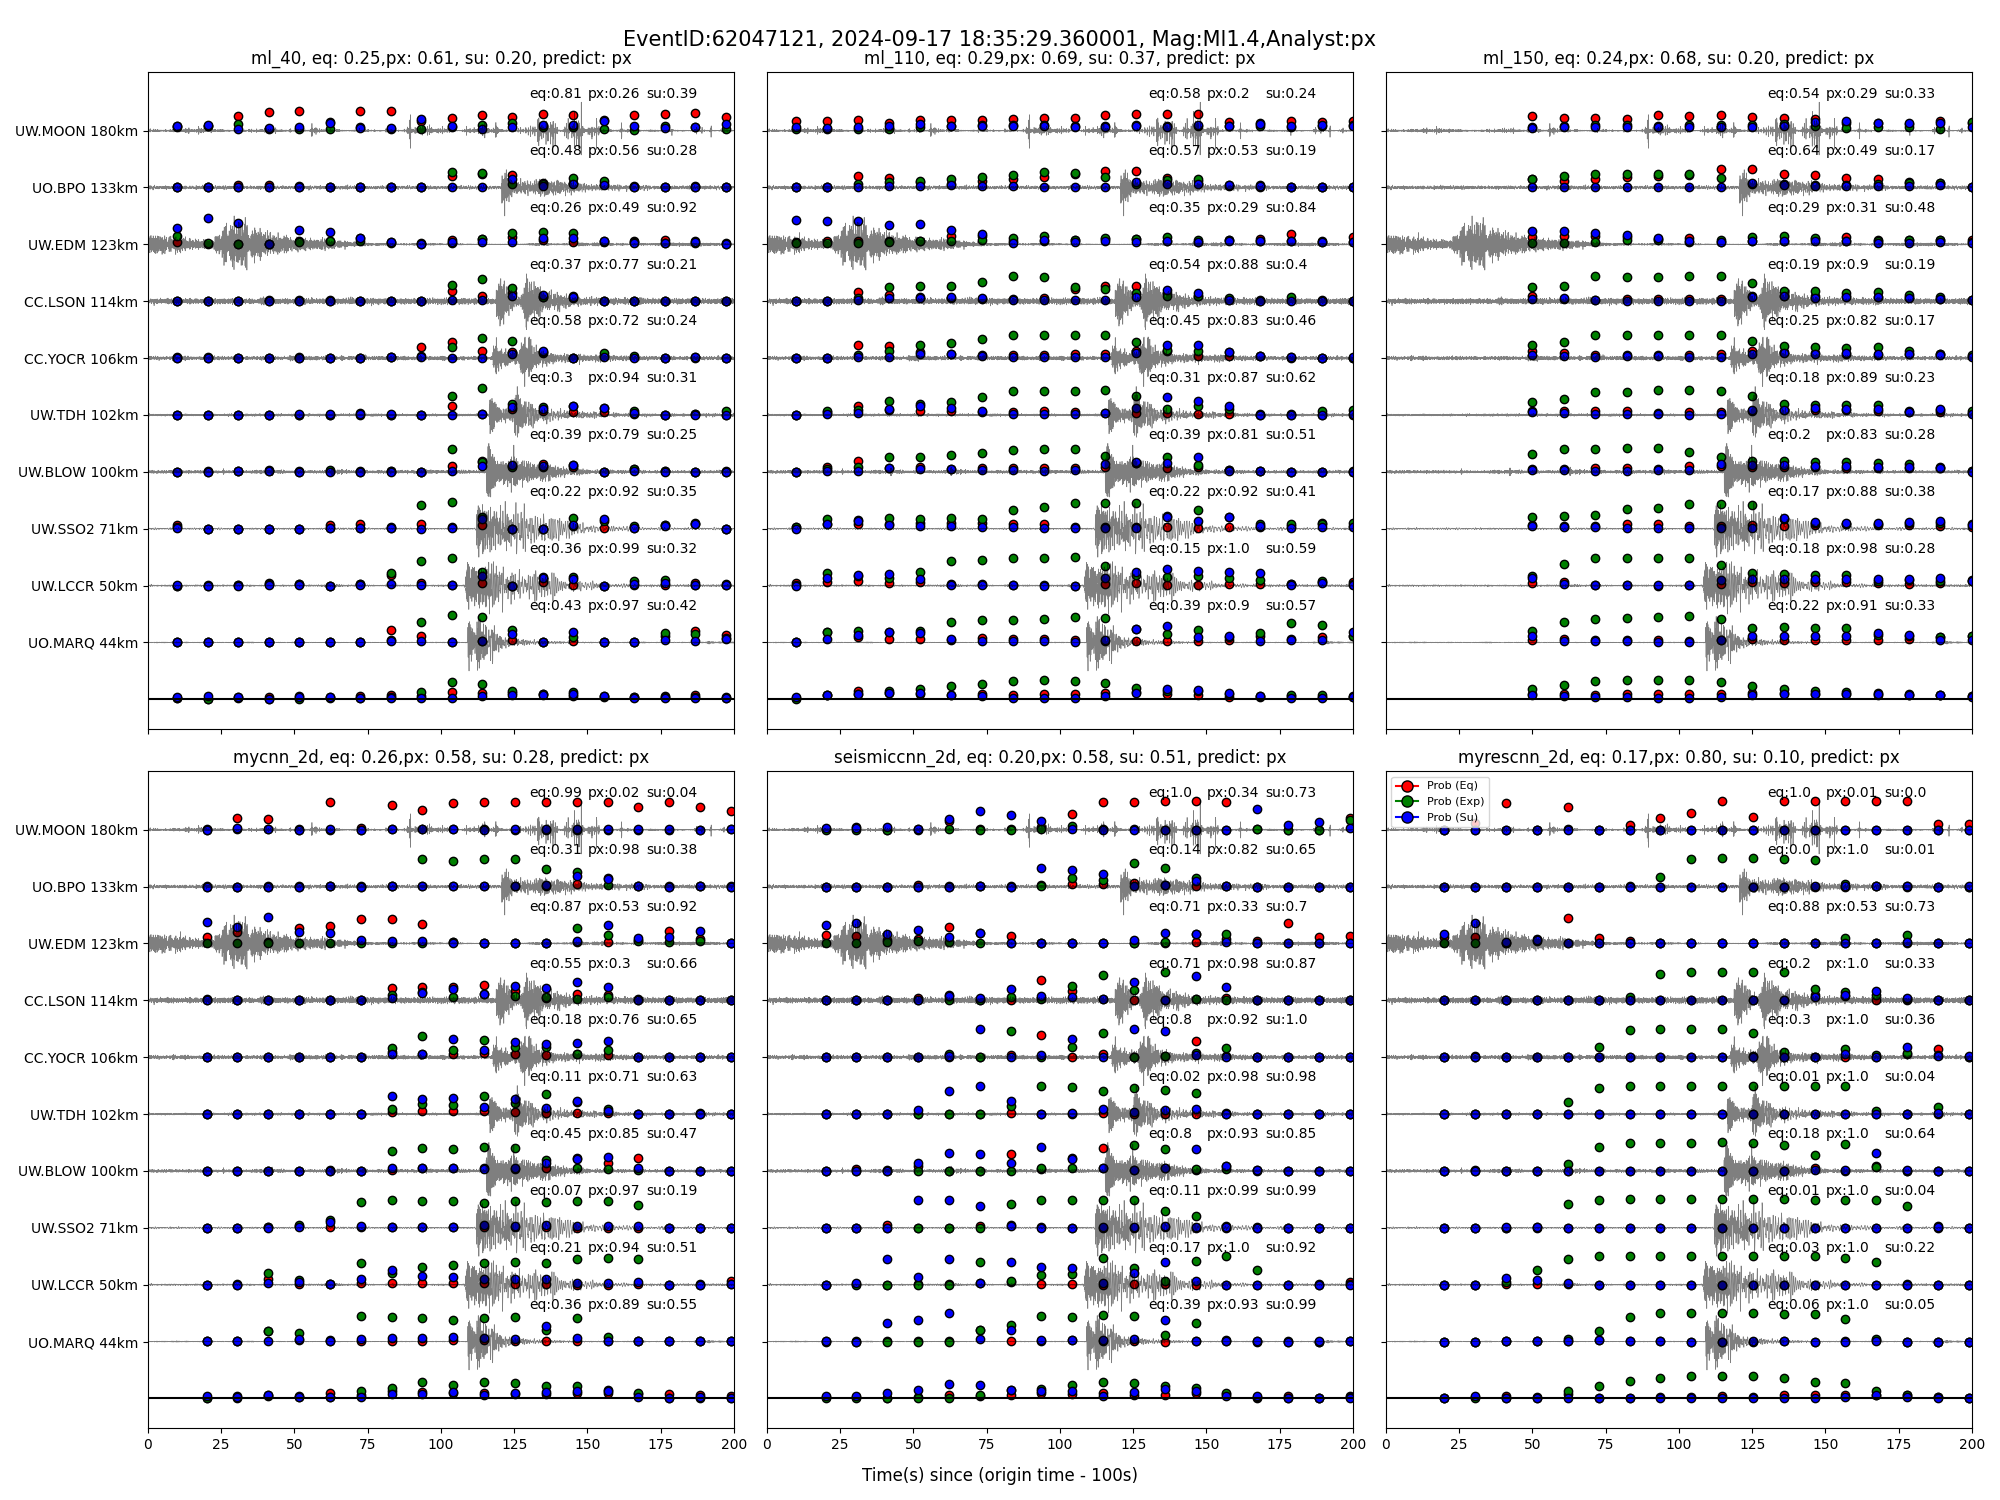 EventID:62047121, 2024-09-17 18:35:29.360001, Mag:Ml1.4,Analyst:px
ml_40, eq: 0.25,px: 0.61, su: 0.20, predict: px
UW.MOON 180km
eq:0.81 px:0.26 su:0.39
UO.BPO 133km
eq:0.48 px:0.56 su:0.28
UW.EDM 123km
eq:0.26 px:0.49 su:0.92
CC.LSON 114km
eq:0.37 px:0.77 su:0.21
CC.YOCR 106km
eq:0.58 px:0.72 su:0.24
UW.TDH 102km
eq:0.3 px:0.94 su:0.31
UW.BLOW 100km
eq:0.39 px:0.79 su:0.25
UW.SSO2 71km
eq:0.22 px:0.92 su:0.35
UW.LCCR 50km
eq:0.36 px:0.99 su:0.32
UO.MARQ 44km
eq:0.43 px:0.97 su:0.42
ml_110, eq: 0.29,px: 0.69, su: 0.37, predict: px
eq:0.58 px:0.2 su:0.24
eq:0.57 px:0.53 su:0.19
eq:0.35 px:0.29 su:0.84
eq:0.54 px:0.88 su:0.4
eq:0.45 px:0.83 su:0.46
eq:0.31 px:0.87 su:0.62
eq:0.39 px:0.81 su:0.51
eq:0.22 px:0.92 su:0.41
eq:0.15 px:1.0 su:0.59
eq:0.39 px:0.9 su:0.57
ml_150, eq: 0.24,px: 0.68, su: 0.20, predict: px
eq:0.54 px:0.29 su:0.33
eq:0.64 px:0.49 su:0.17
eq:0.29 px:0.31 su:0.48
eq:0.19 px:0.9 su:0.19
eq:0.25 px:0.82 su:0.17
eq:0.18 px:0.89 su:0.23
eq:0.2 px:0.83 su:0.28
eq:0.17 px:0.88 su:0.38
eq:0.18 px:0.98 su:0.28
eq:0.22 px:0.91 su:0.33
mycnn_2d, eq: 0.26,px: 0.58, su: 0.28, predict: px
UW.MOON 180km
eq:0.99 px:0.02 su:0.04
UO.BPO 133km
eq:0.31 px:0.98 su:0.38
UW.EDM 123km
eq:0.87 px:0.53 su:0.92
CC.LSON 114km
eq:0.55 px:0.3 su:0.66
CC.YOCR 106km
eq:0.18 px:0.76 su:0.65
UW.TDH 102km
eq:0.11 px:0.71 su:0.63
UW.BLOW 100km
eq:0.45 px:0.85 su:0.47
UW.SSO2 71km
eq:0.07 px:0.97 su:0.19
UW.LCCR 50km
eq:0.21 px:0.94 su:0.51
UO.MARQ 44km
eq:0.36 px:0.89 su:0.55
0 25 50 75 100 125 150 175 200
seismiccnn_2d, eq: 0.20,px: 0.58, su: 0.51, predict: px
eq:1.0 px:0.34 su:0.73
eq:0.14 px:0.82 su:0.65
eq:0.71 px:0.33 su:0.7
eq:0.71 px:0.98 su:0.87
eq:0.8 px:0.92 su:1.0
eq:0.02 px:0.98 su:0.98
eq:0.8 px:0.93 su:0.85
eq:0.11 px:0.99 su:0.99
eq:0.17 px:1.0 su:0.92
eq:0.39 px:0.93 su:0.99
0 25 50 75 100 125 150 175 200
myrescnn_2d, eq: 0.17,px: 0.80, su: 0.10, predict: px
Prob (Eq)
Prob (Exp)
Prob (Su)
eq:1.0 px:0.01 su:0.0
eq:0.0 px:1.0 su:0.01
eq:0.88 px:0.53 su:0.73
eq:0.2 px:1.0 su:0.33
eq:0.3 px:1.0 su:0.36
eq:0.01 px:1.0 su:0.04
eq:0.18 px:1.0 su:0.64
eq:0.01 px:1.0 su:0.04
eq:0.03 px:1.0 su:0.22
eq:0.06 px:1.0 su:0.05
0 25 50 75 100 125 150 175 200
Time(s) since (origin time - 100s)